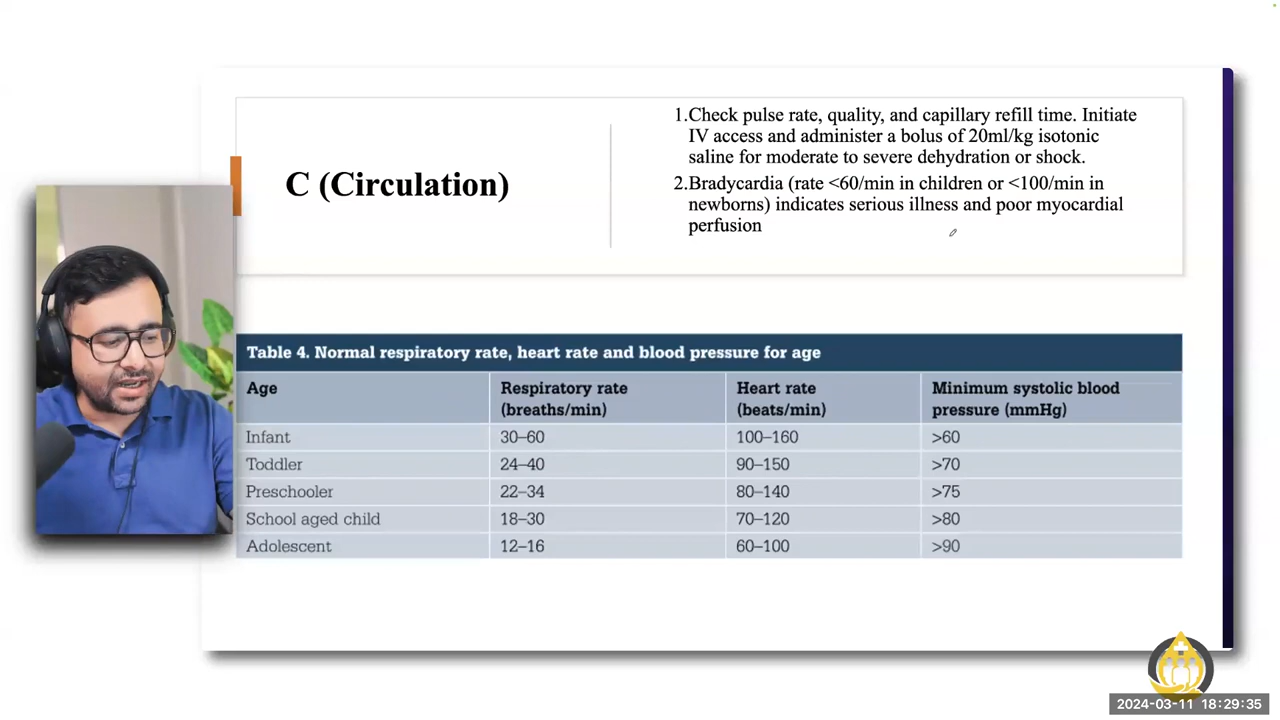 C (Circulation)
1.Check pulse rate, quality, and capillary refill time. Initiate
IV access and administer a bolus of 20ml/kg isotonic
saline for moderate to severe dehydration or shock.
2.Bradycardia (rate <60/min in children or <100/min in
newborns) indicates serious illness and poor myocardial
perfusion
Table 4. Normal respiratory rate, heart rate and blood pressure for age
Age Respiratory rate (breaths/min) Heart rate (beats/min) Minimum systolic blood pressure (mmHg)
Infant 30–60 100–160 >60
Toddler 24–40 90–150 >70
Preschooler 22–34 80–140 >75
School aged child 18–30 70–120 >80
Adolescent 12–16 60–100 >90
2024-03-11 18:29:35